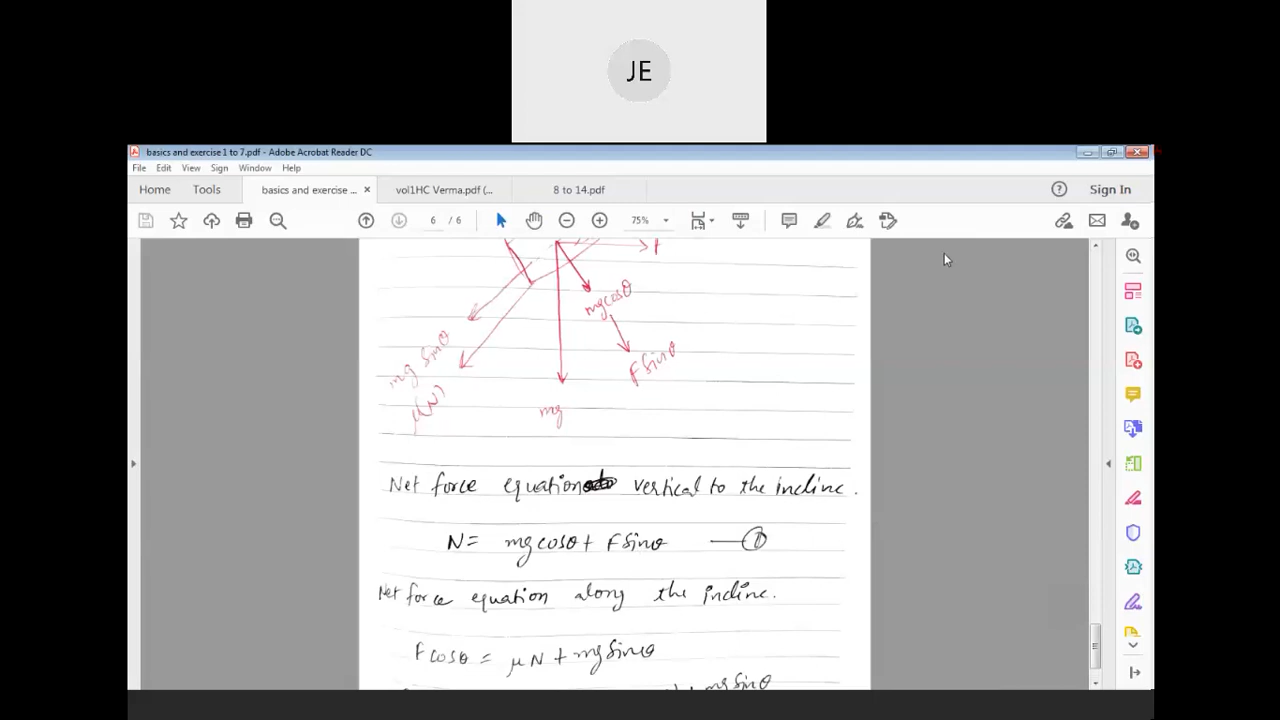 JE
basics and exercise 1 to 7.pdf - Adobe Acrobat Reader DC
File Edit View Sign Window Help
Home Tools basics and exercise ... × vol1HC Verma.pdf (... 8 to 14.pdf Sign In
6 / 6 75%
F
mg cosθ
mg sinθ
F sinθ
μ(N)
mg
Net force equation vertical to the incline.
N = mg cosθ + F sinθ — ①
Net force equation along the incline.
F cosθ = μN + mg sinθ
+ mg sinθ